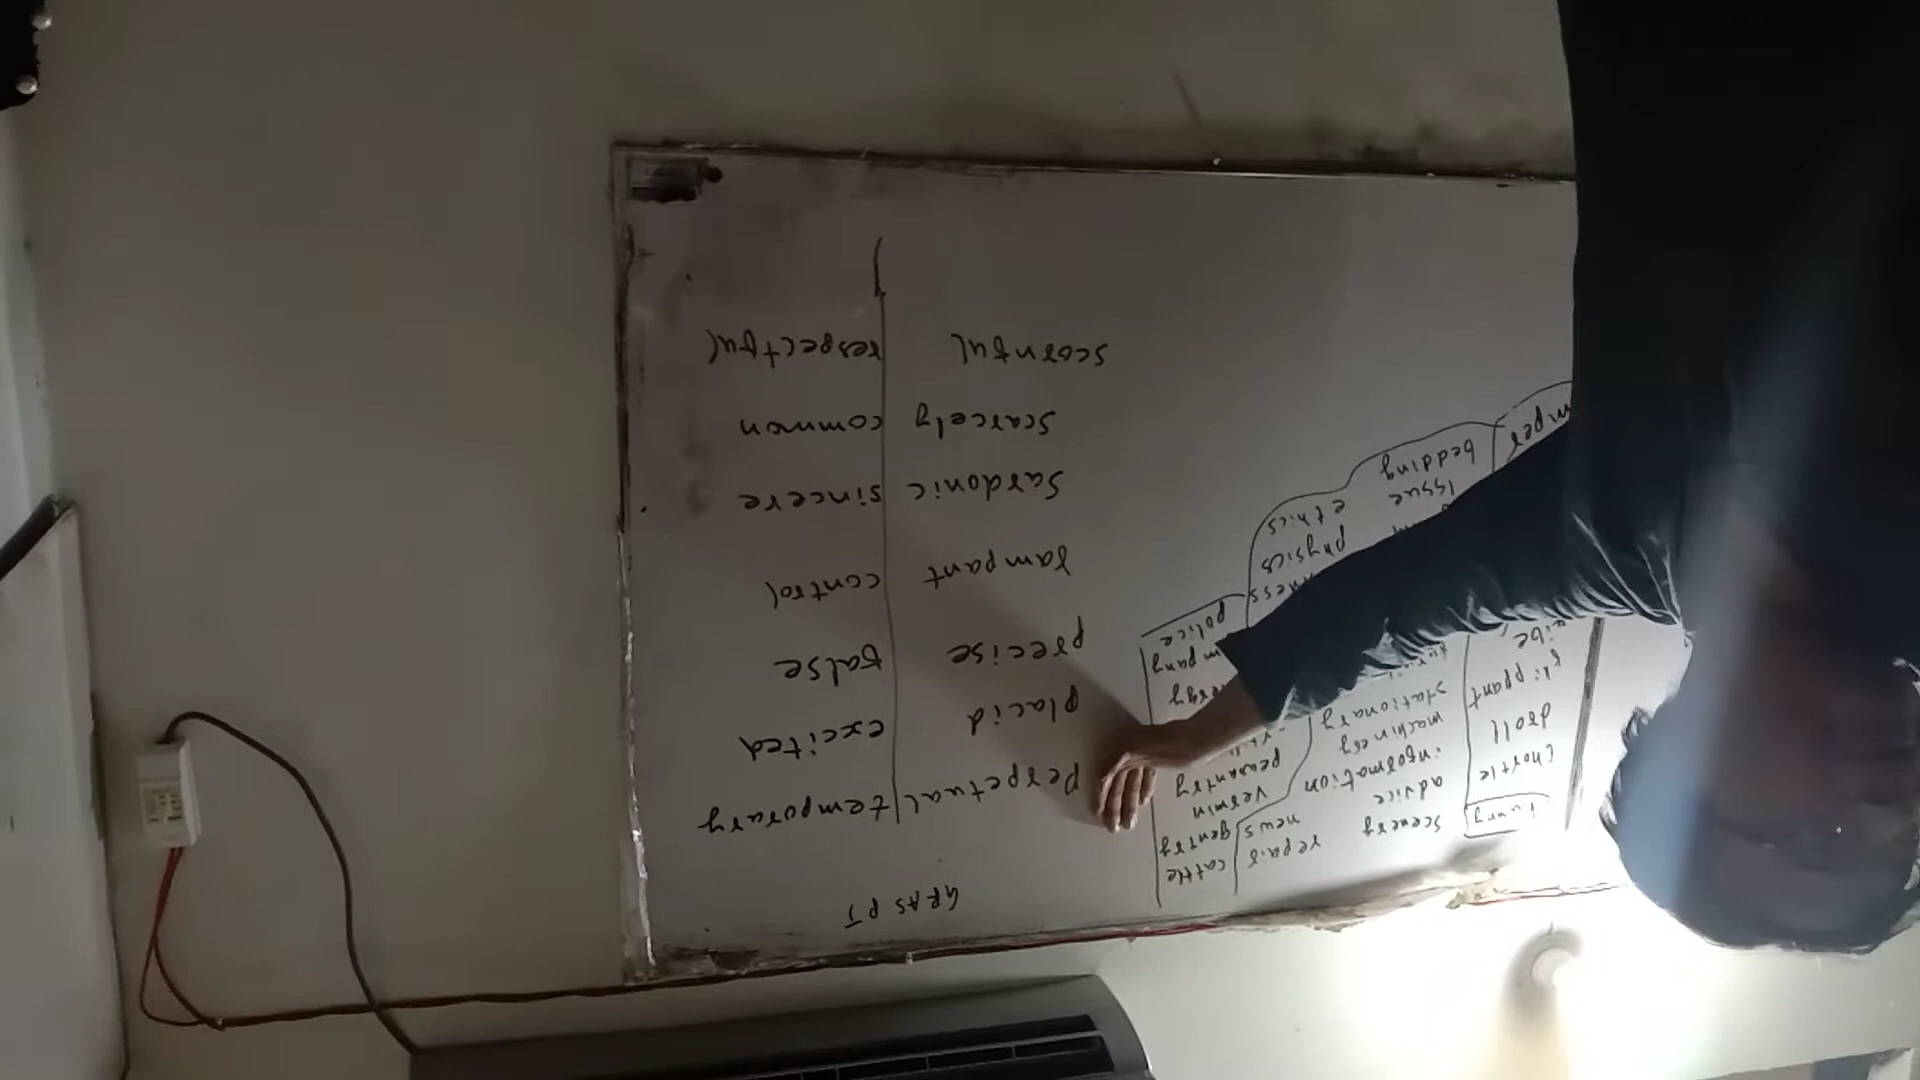 chortle
droll
flippant
scenery
advice
information
machinery
stationary
issue
bedding
repair
news
physics
ethics
cattle
gentry
vermin
peasantry
police
GRAS PT
perpetual temporary
placid excited
precise false
rampant control
sardonic sincere
scarcely common
scornful respectful